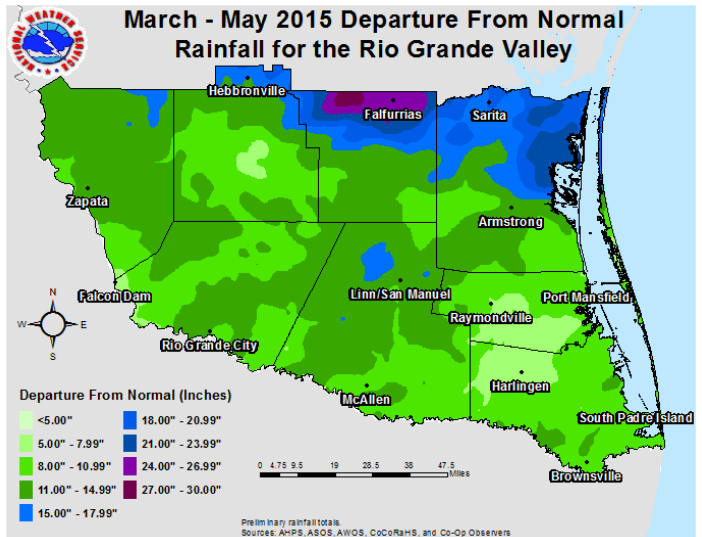 March - May 2015 Departure From Normal
Rainfall for the Rio Grande Valley
NATIONAL WEATHER SERVICE
Hebbronville
Falfurrias
Sarita
Zapata
Armstrong
Falcon Dam
Linn/San Manuel
Port Mansfield
Raymondville
N
W
E
S
Rio Grande City
Harlingen
McAllen
South Padre Island
Brownsville
Departure From Normal (Inches)
<5.00" 18.00" - 20.99"
5.00" - 7.99" 21.00" - 23.99"
8.00" - 10.99" 24.00" - 26.99"
11.00" - 14.99" 27.00" - 30.00"
15.00" - 17.99"
0 4.75 9.5 19 28.5 38 47.5
Miles
Preliminary rainfall totals.
Sources: AHPS, ASOS, AWOS, CoCoRaHS, and Co-Op Observers